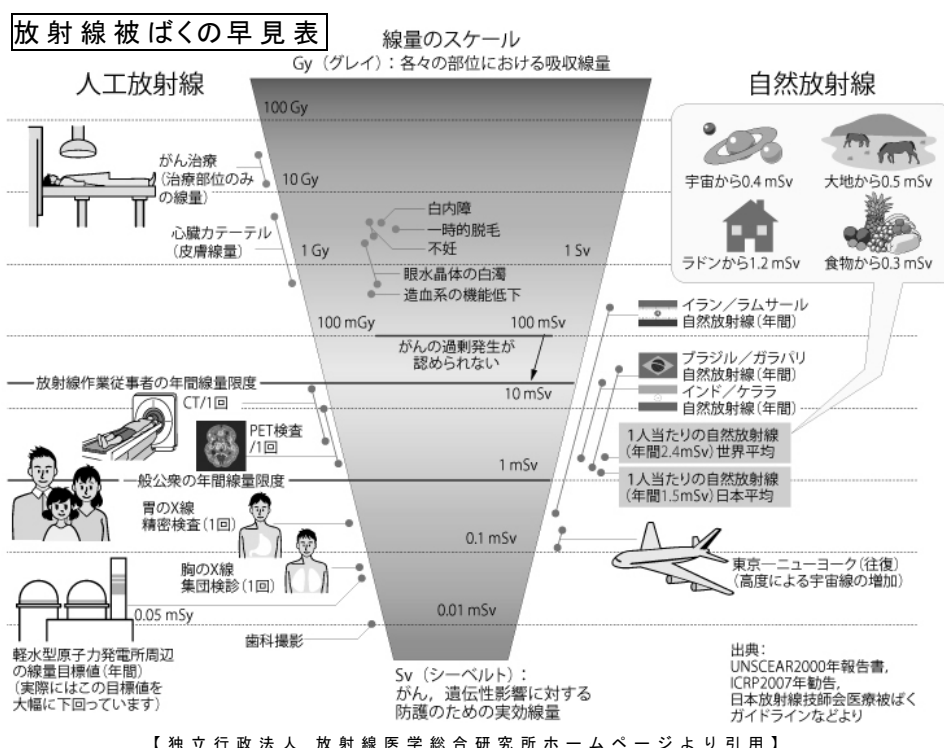 放射線被ばくの早見表
線量のスケール
Gy（グレイ）：各々の部位における吸収線量
人工放射線
自然放射線
100 Gy
がん治療
（治療部位のみ
の線量）
10 Gy
心臓カテーテル
（皮膚線量）
1 Gy
白内障
一時的脱毛
不妊
眼水晶体の白濁
造血系の機能低下
1 Sv
宇宙から0.4 mSv
大地から0.5 mSv
ラドンから1.2 mSv
食物から0.3 mSv
100 mGy
100 mSv
がんの過剰発生が
認められない
イラン／ラムサール
自然放射線（年間）
ブラジル／ガラパリ
自然放射線（年間）
インド／ケララ
自然放射線（年間）
放射線作業従事者の年間線量限度
10 mSv
CT/1回
PET検査
/1回
1人当たりの自然放射線
（年間2.4mSv）世界平均
1 mSv
一般公衆の年間線量限度
1人当たりの自然放射線
（年間1.5mSv）日本平均
胃のX線
精密検査（1回）
0.1 mSv
胸のX線
集団検診（1回）
東京―ニューヨーク（往復）
（高度による宇宙線の増加）
0.05 mSy
0.01 mSv
歯科撮影
軽水型原子力発電所周辺
の線量目標値（年間）
（実際にはこの目標値を
大幅に下回っています）
Sv（シーベルト）：
がん，遺伝性影響に対する
防護のための実効線量
出典：
UNSCEAR2000年報告書，
ICRP2007年勧告，
日本放射線技師会医療被ばく
ガイドラインなどより
【独立行政法人 放射線医学総合研究所ホームページより引用】